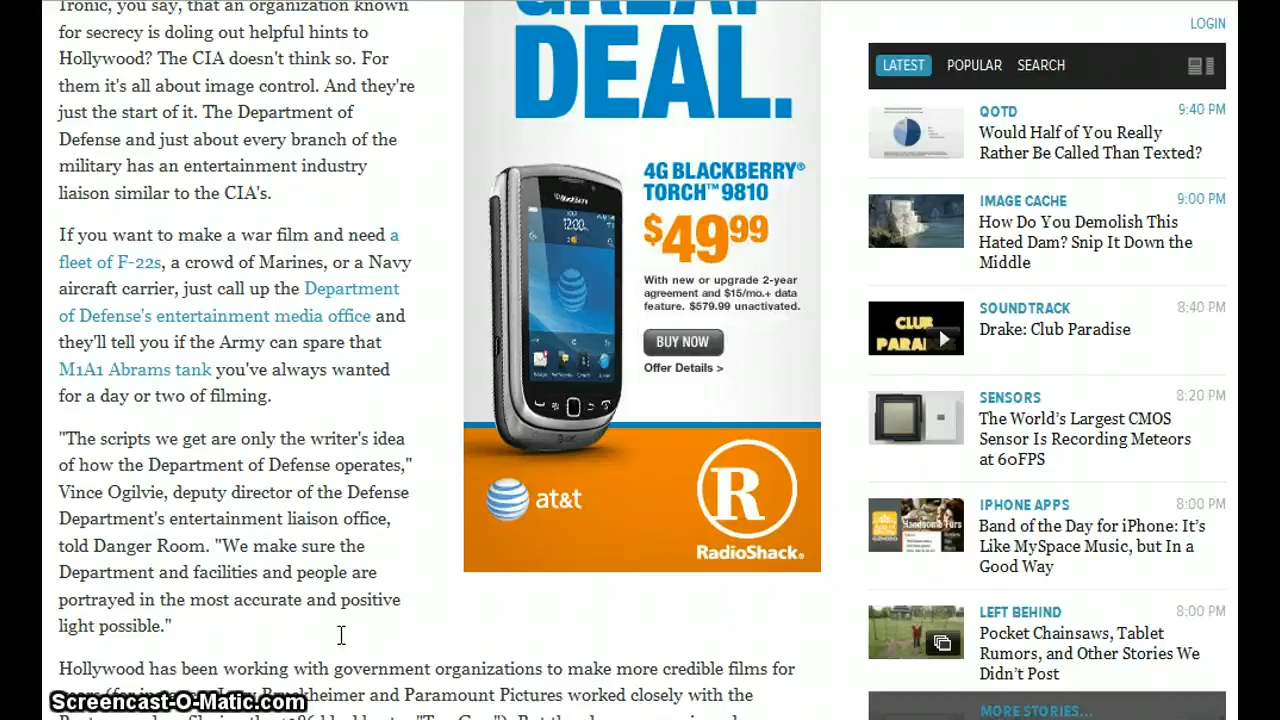 Ironic, you say, that an organization known
for secrecy is doling out helpful hints to
Hollywood? The CIA doesn't think so. For
them it's all about image control. And they're
just the start of it. The Department of
Defense and just about every branch of the
military has an entertainment industry
liaison similar to the CIA's.
If you want to make a war film and need a
fleet of F-22s, a crowd of Marines, or a Navy
aircraft carrier, just call up the Department
of Defense's entertainment media office and
they'll tell you if the Army can spare that
M1A1 Abrams tank you've always wanted
for a day or two of filming.
"The scripts we get are only the writer's idea
of how the Department of Defense operates,"
Vince Ogilvie, deputy director of the Defense
Department's entertainment liaison office,
told Danger Room. "We make sure the
Department and facilities and people are
portrayed in the most accurate and positive
light possible."
Hollywood has been working with government organizations to make more credible films for
Bruckheimer and Paramount Pictures worked closely with the
Screencast-O-Matic.com
GREAT
DEAL.
4G BLACKBERRY®
TORCH™ 9810
$49.99
With new or upgrade 2-year
agreement and $15/mo.+ data
feature. $579.99 unactivated.
BUY NOW
Offer Details >
BlackBerry
12:00
at&t
R
RadioShack.
LOGIN
LATEST POPULAR SEARCH
QOTD 9:40 PM
Would Half of You Really
Rather Be Called Than Texted?
IMAGE CACHE 9:00 PM
How Do You Demolish This
Hated Dam? Snip It Down the
Middle
SOUNDTRACK 8:40 PM
Drake: Club Paradise
CLUB
SENSORS 8:20 PM
The World's Largest CMOS
Sensor Is Recording Meteors
at 60FPS
IPHONE APPS 8:00 PM
Band of the Day for iPhone: It's
Like MySpace Music, but In a
Good Way
Handsome Furs
LEFT BEHIND 8:00 PM
Pocket Chainsaws, Tablet
Rumors, and Other Stories We
Didn't Post
MORE STORIES...